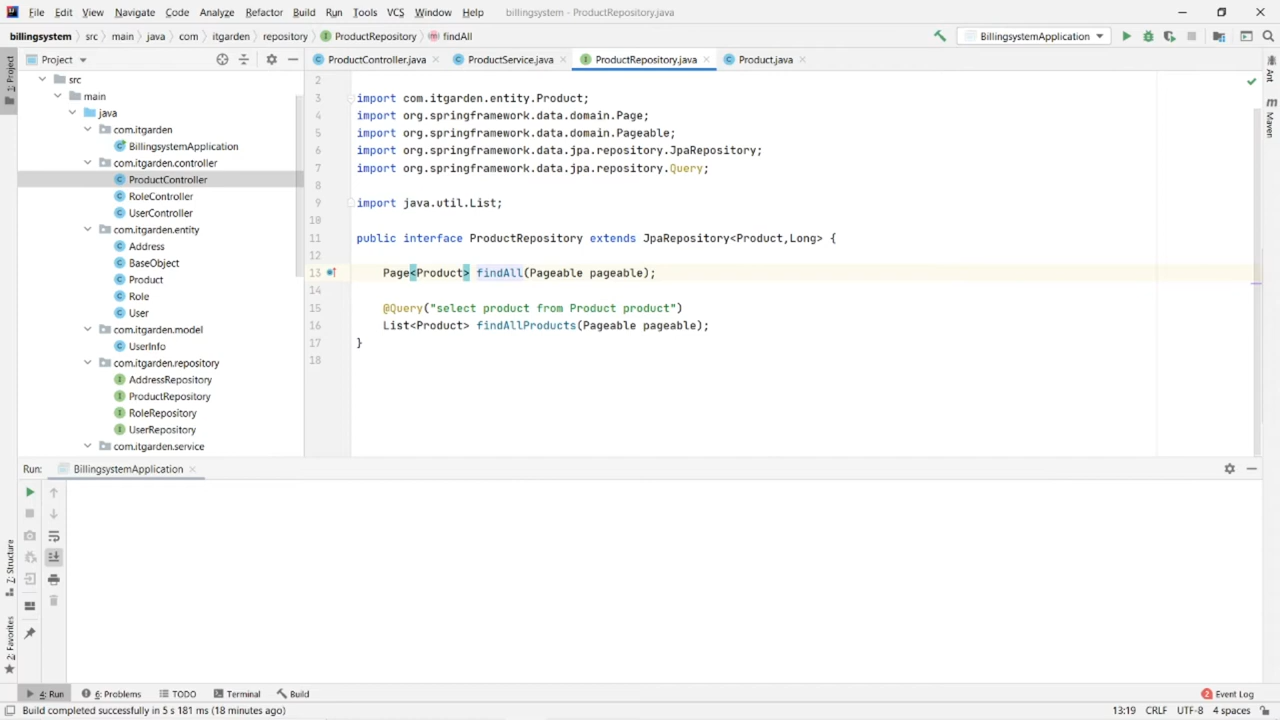 File Edit View Navigate Code Analyze Refactor Build Run Tools VCS Window Help billingsystem - ProductRepository.java
billingsystem src main java com itgarden repository ProductRepository findAll BillingsystemApplication
Project
ProductController.java ProductService.java ProductRepository.java Product.java
1: Project
src
main
java
com.itgarden
BillingsystemApplication
com.itgarden.controller
ProductController
RoleController
UserController
com.itgarden.entity
Address
BaseObject
Product
Role
User
com.itgarden.model
UserInfo
com.itgarden.repository
AddressRepository
ProductRepository
RoleRepository
UserRepository
com.itgarden.service
2
3 import com.itgarden.entity.Product;
4 import org.springframework.data.domain.Page;
5 import org.springframework.data.domain.Pageable;
6 import org.springframework.data.jpa.repository.JpaRepository;
7 import org.springframework.data.jpa.repository.Query;
8
9 import java.util.List;
10
11 public interface ProductRepository extends JpaRepository<Product,Long> {
12
13 Page<Product> findAll(Pageable pageable);
14
15 @Query("select product from Product product")
16 List<Product> findAllProducts(Pageable pageable);
17 }
18
Ant
Maven
Run: BillingsystemApplication
7: Structure
2: Favorites
4: Run 6: Problems TODO Terminal Build 2 Event Log
Build completed successfully in 5 s 181 ms (18 minutes ago) 13:19 CRLF UTF-8 4 spaces